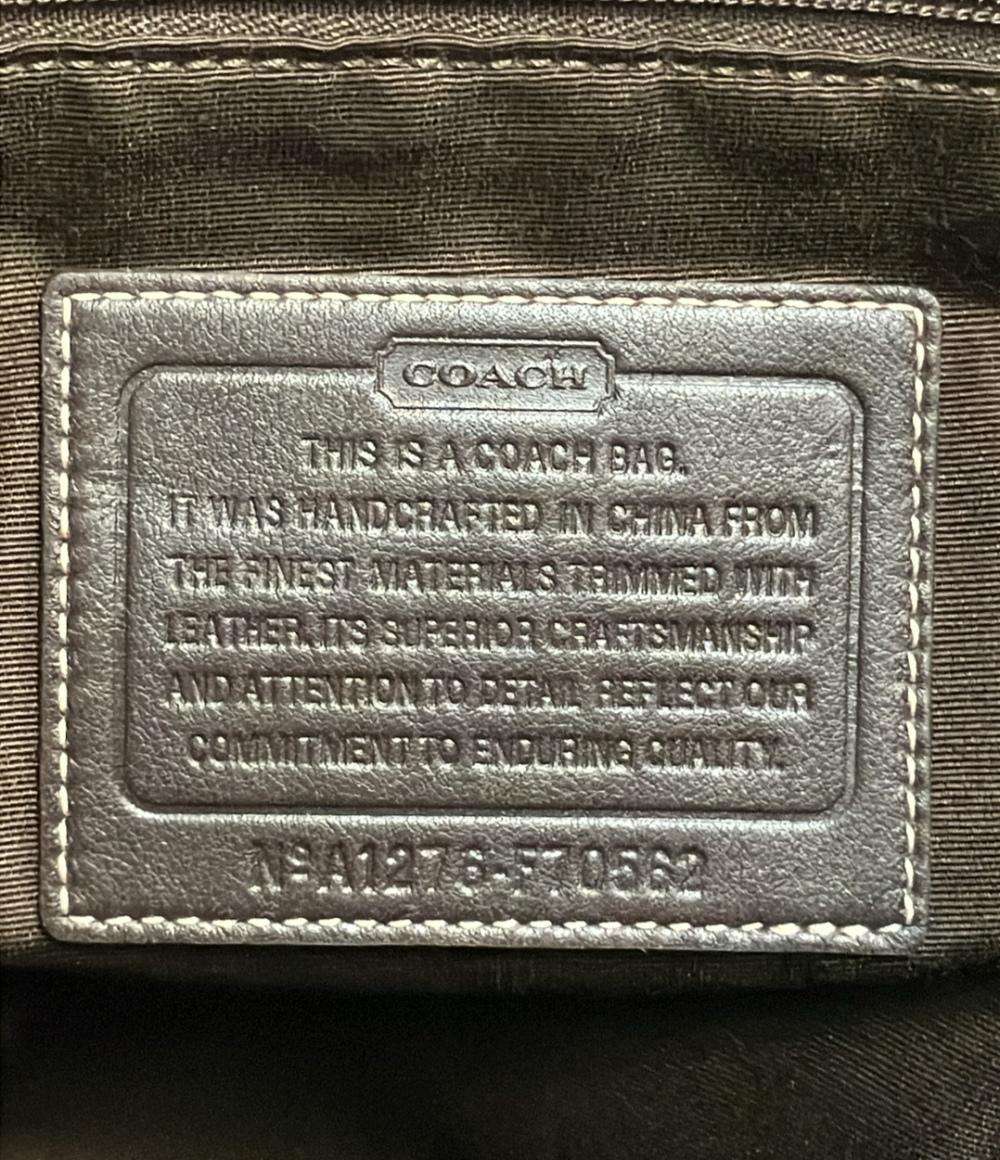 COACH
THIS IS A COACH BAG.
IT WAS HANDCRAFTED IN CHINA FROM
THE FINEST MATERIALS TRIMMED WITH
LEATHER. ITS SUPERIOR CRAFTSMANSHIP
AND ATTENTION TO DETAIL REFLECT OUR
COMMITMENT TO ENDURING QUALITY.
Nº A1276-F70562